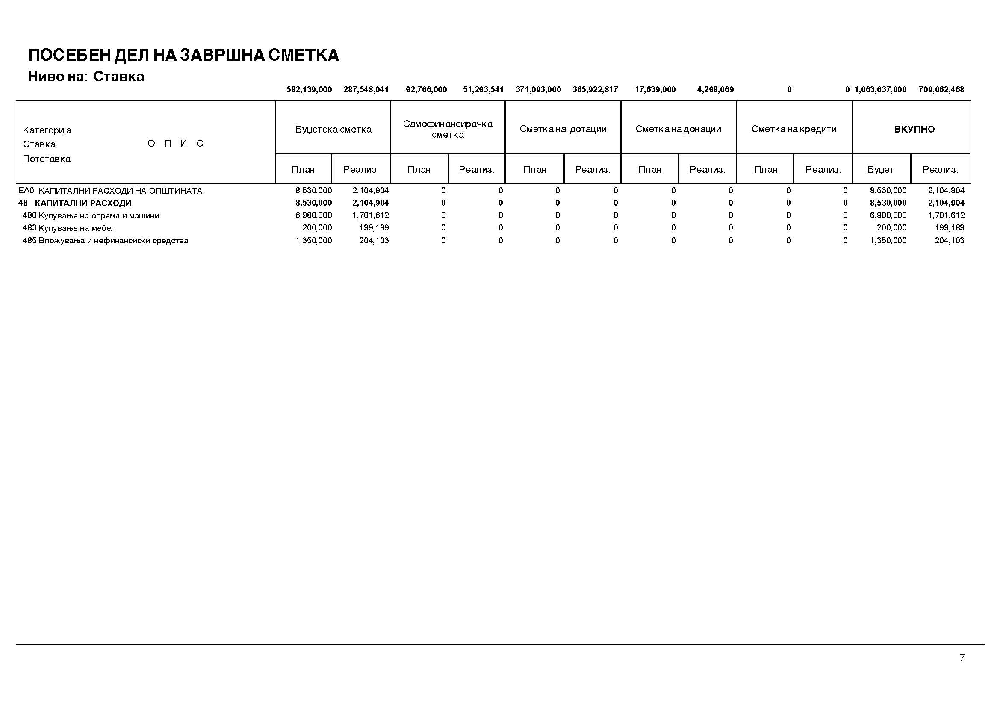 ПОСЕБЕН ДЕЛ НА ЗАВРШНА СМЕТКА
Ниво на: Ставка
582,139,000 287,548,041 92,766,000 51,293,541 371,093,000 365,922,817 17,639,000 4,298,069 0 0 1,063,637,000 709,062,468
Категорија
Ставка О П И С
Потставка
Буџетска сметка
Самофинансирачка
сметка
Сметка на дотации
Сметка на донации
Сметка на кредити
ВКУПНО
План Реализ. План Реализ. План Реализ. План Реализ. План Реализ. Буџет Реализ.
ЕА0 КАПИТАЛНИ РАСХОДИ НА ОПШТИНАТА 8,530,000 2,104,904 0 0 0 0 0 0 0 0 8,530,000 2,104,904
48 КАПИТАЛНИ РАСХОДИ 8,530,000 2,104,904 0 0 0 0 0 0 0 0 8,530,000 2,104,904
480 Купување на опрема и машини 6,980,000 1,701,612 0 0 0 0 0 0 0 0 6,980,000 1,701,612
483 Купување на мебел 200,000 199,189 0 0 0 0 0 0 0 0 200,000 199,189
485 Вложувања и нефинансиски средства 1,350,000 204,103 0 0 0 0 0 0 0 0 1,350,000 204,103
7